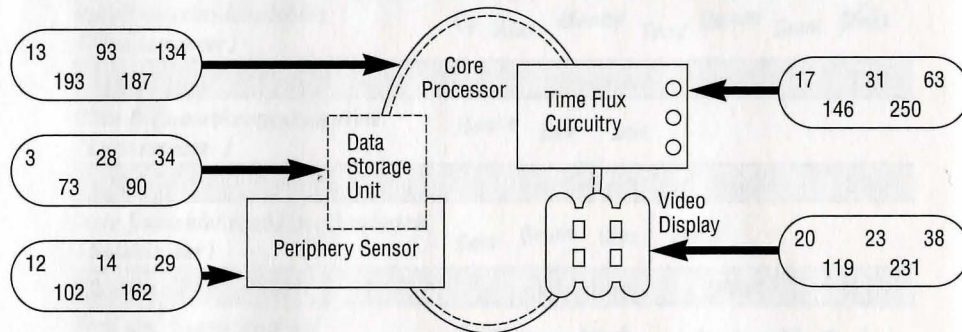 13 93 134
193 187
Core
Processor
Time Flux
Curcuitry
17 31 63
146 250
3 28 34
73 90
Data
Storage
Unit
Periphery Sensor
Video
Display
12 14 29
102 162
20 23 38
119 231